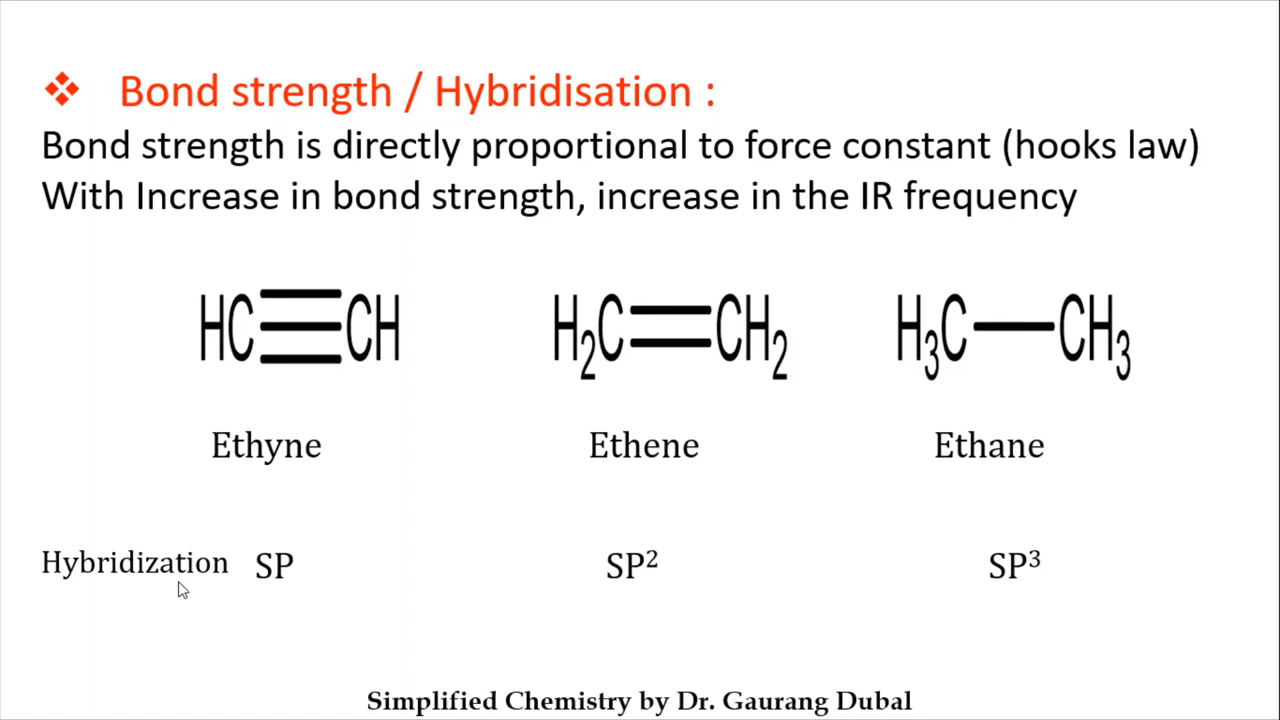 ❖ Bond strength / Hybridisation :
Bond strength is directly proportional to force constant (hooks law)
With Increase in bond strength, increase in the IR frequency
HC≡CH H₂C=CH₂ H₃C—CH₃
Ethyne Ethene Ethane
Hybridization SP SP² SP³
Simplified Chemistry by Dr. Gaurang Dubal